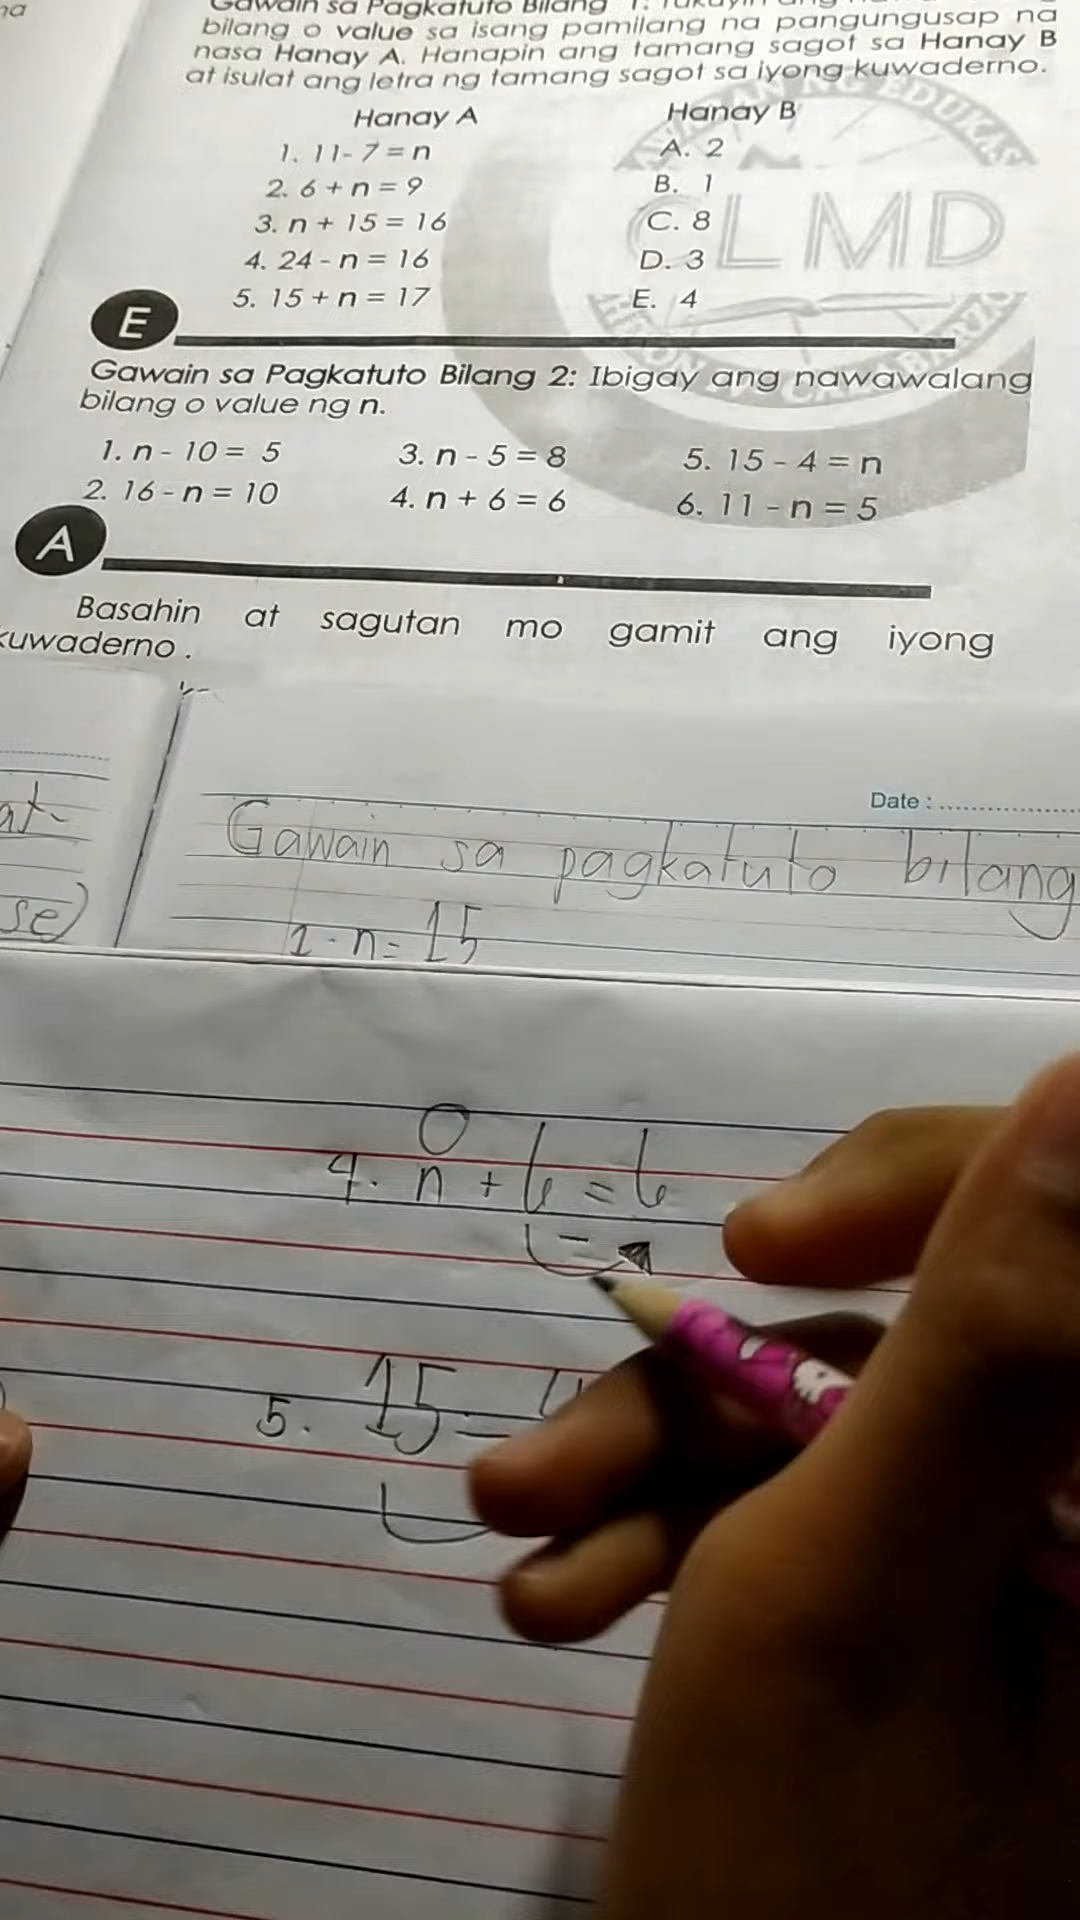 na
Gawain sa Pagkatuto Bilang 1:
bilang o value sa isang pamilang na pangungusap na
nasa Hanay A. Hanapin ang tamang sagot sa Hanay B
at isulat ang letra ng tamang sagot sa iyong kuwaderno.
Hanay A Hanay B
1. 11- 7 = n A. 2
2. 6 + n = 9 B. 1
3. n + 15 = 16 C. 8
4. 24 - n = 16 D. 3
5. 15 + n = 17 E. 4
CLMD
E
Gawain sa Pagkatuto Bilang 2: Ibigay ang nawawalang
bilang o value ng n.
1. n - 10 = 5 3. n - 5 = 8 5. 15 - 4 = n
2. 16 - n = 10 4. n + 6 = 6 6. 11 - n = 5
A
Basahin at sagutan mo gamit ang iyong
kuwaderno .
Date :
at-
Gawain sa pagkatuto bilang
se)
1. n= 15
0
4. n + 6 = 6
-
5. 15 - 4